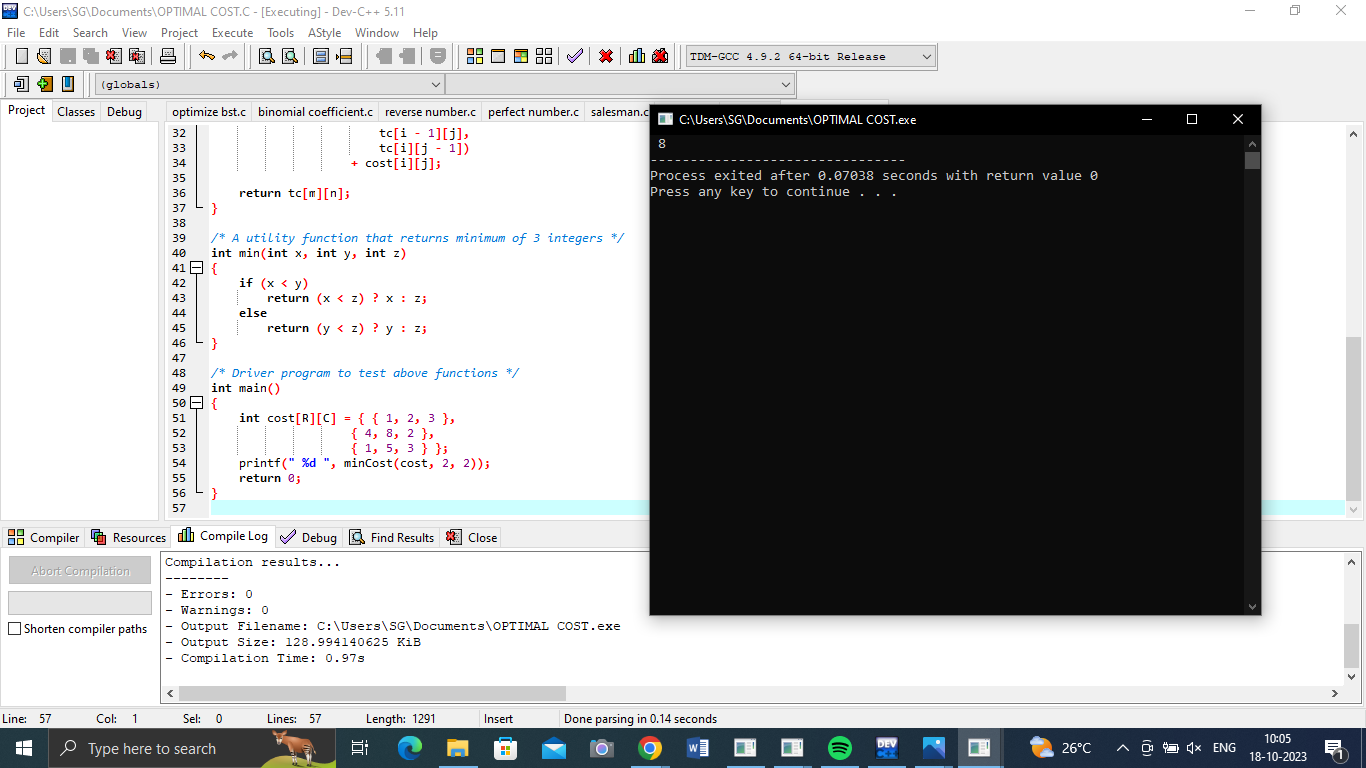 C:\Users\SG\Documents\OPTIMAL COST.C - [Executing] - Dev-C++ 5.11
File Edit Search View Project Execute Tools AStyle Window Help
TDM-GCC 4.9.2 64-bit Release
(globals)
Project Classes Debug
optimize bst.c binomial coefficient.c reverse number.c perfect number.c salesman.c
32 tc[i - 1][j],
33 tc[i][j - 1])
34 + cost[i][j];
35
36 return tc[m][n];
37 }
38
39 /* A utility function that returns minimum of 3 integers */
40 int min(int x, int y, int z)
41 {
42 if (x < y)
43 return (x < z) ? x : z;
44 else
45 return (y < z) ? y : z;
46 }
47
48 /* Driver program to test above functions */
49 int main()
50 {
51 int cost[R][C] = { { 1, 2, 3 },
52 { 4, 8, 2 },
53 { 1, 5, 3 } };
54 printf(" %d ", minCost(cost, 2, 2));
55 return 0;
56 }
57
C:\Users\SG\Documents\OPTIMAL COST.exe
8
--------------------------------
Process exited after 0.07038 seconds with return value 0
Press any key to continue . . .
Compiler Resources Compile Log Debug Find Results Close
Abort Compilation
Shorten compiler paths
Compilation results...
--------
- Errors: 0
- Warnings: 0
- Output Filename: C:\Users\SG\Documents\OPTIMAL COST.exe
- Output Size: 128.994140625 KiB
- Compilation Time: 0.97s
Line: 57 Col: 1 Sel: 0 Lines: 57 Length: 1291 Insert Done parsing in 0.14 seconds
Type here to search
26°C
ENG
10:05
18-10-2023
1